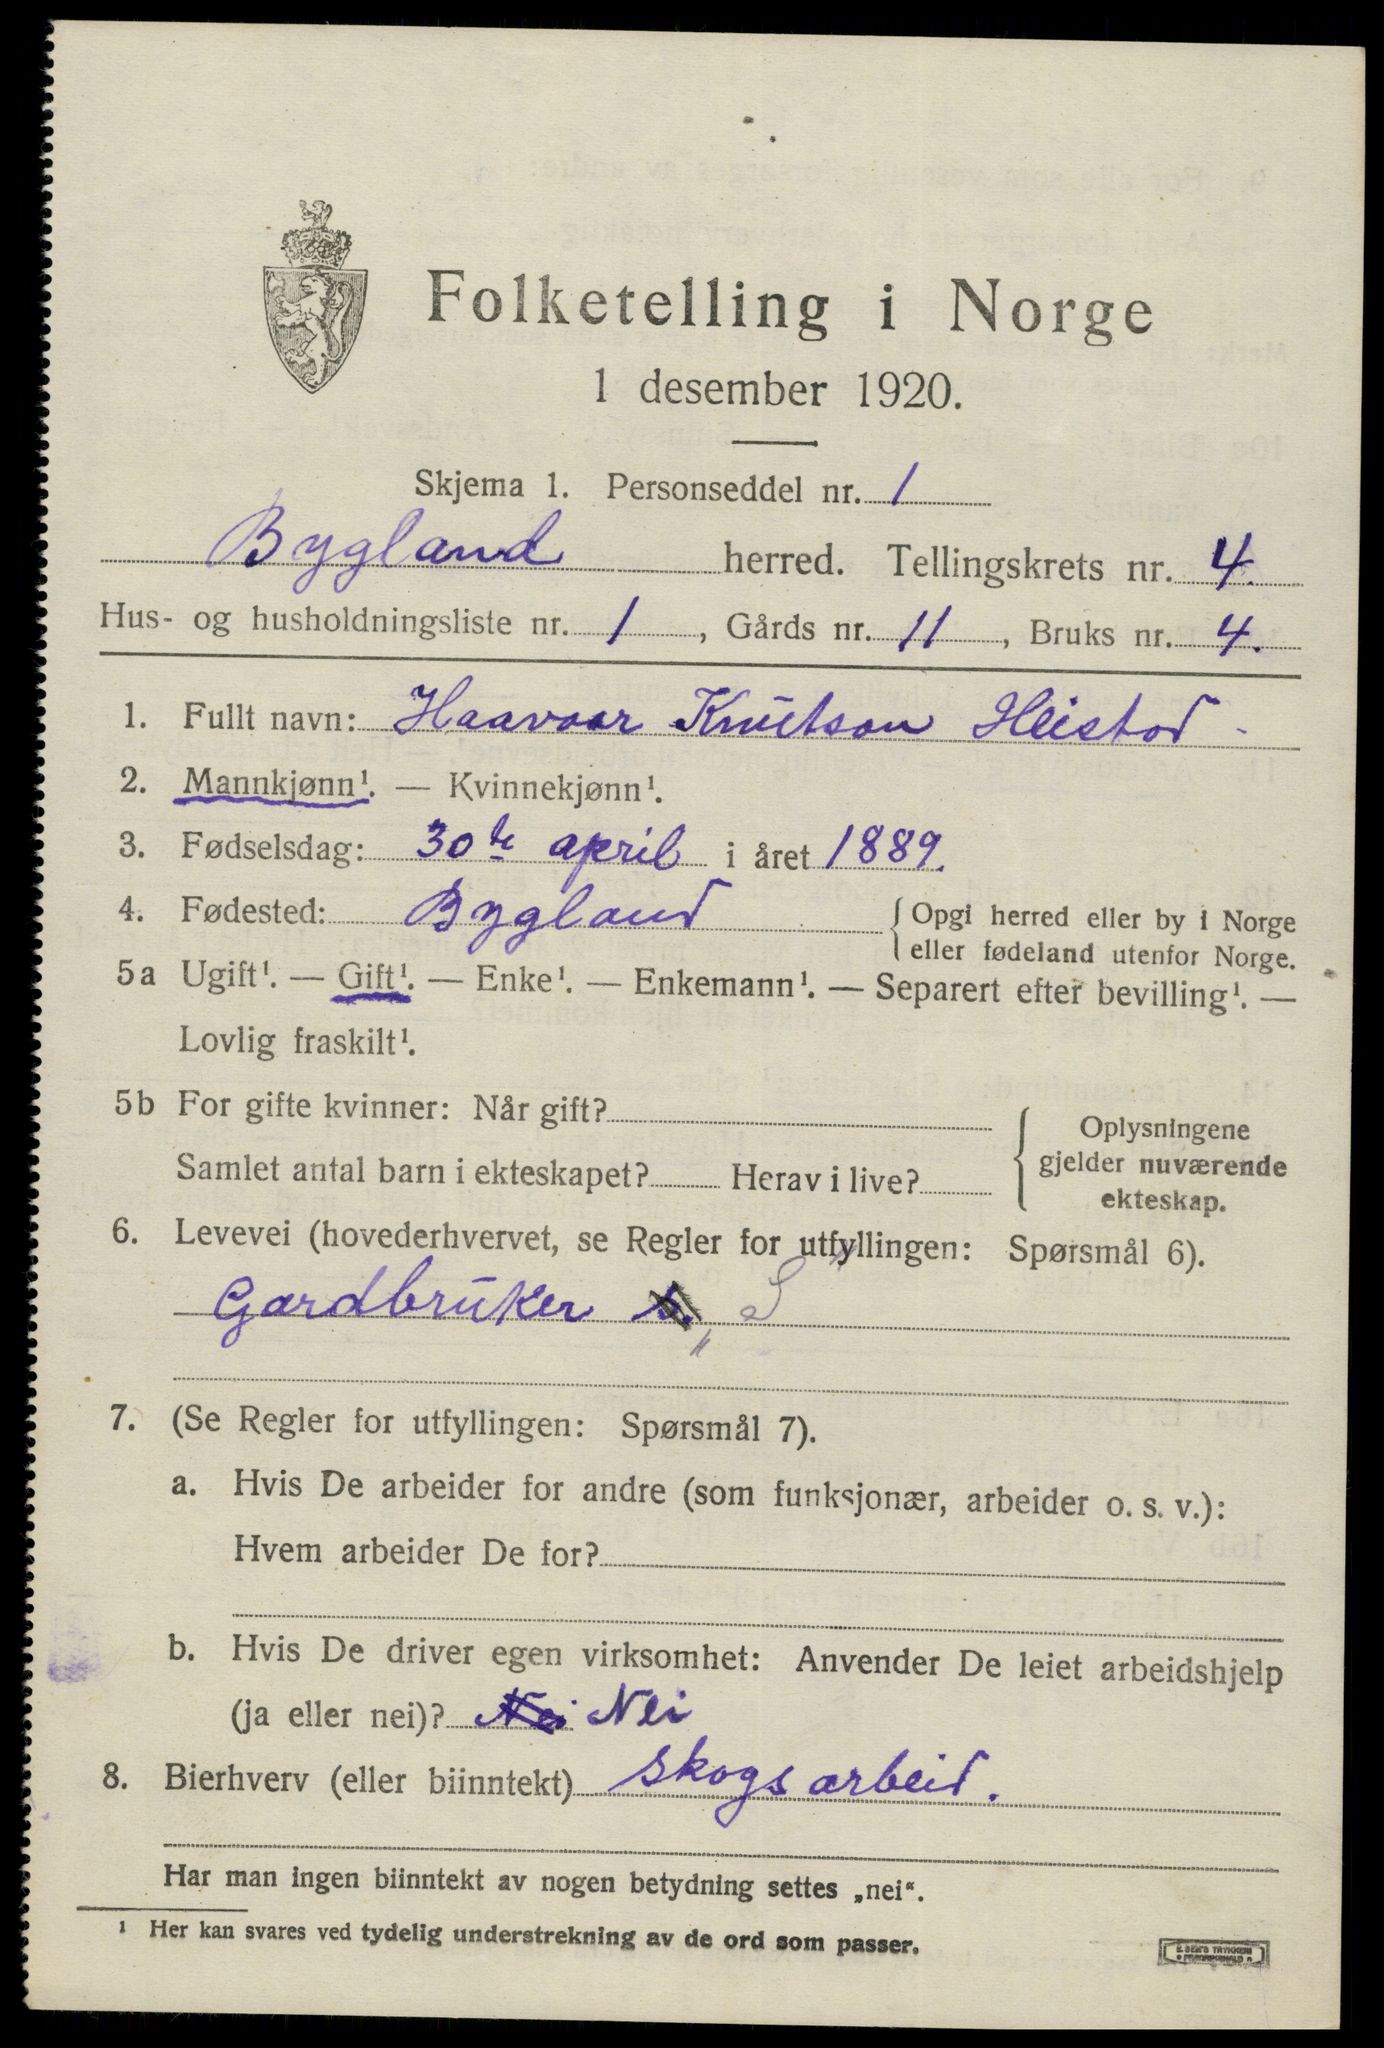 Folketelling i Norge
1 desember 1920.
Skjema 1. Personseddel nr. 1
Bygland herred. Tellingskrets nr. 4.
Hus- og husholdningsliste nr. 1, Gårds nr. 11, Bruks nr. 4.
1. Fullt navn: Haavaar Knutson Heistad
2. Mannkjønn¹. — Kvinnekjønn¹.
3. Fødselsdag: 30te april i året 1889.
4. Fødested: Bygland { Opgi herred eller by i Norge
eller fødeland utenfor Norge.
5a Ugift¹. — Gift¹. — Enke¹. — Enkemann¹. — Separert efter bevilling¹. —
Lovlig fraskilt¹.
5b For gifte kvinner: Når gift?
Samlet antal barn i ekteskapet? Herav i live?
{ Oplysningene
gjelder nuværende
ekteskap.
6. Levevei (hovederhvervet, se Regler for utfyllingen: Spørsmål 6).
Gardbruker S
7. (Se Regler for utfyllingen: Spørsmål 7).
a. Hvis De arbeider for andre (som funksjonær, arbeider o. s. v.):
Hvem arbeider De for?
b. Hvis De driver egen virksomhet: Anvender De leiet arbeidshjelp
(ja eller nei)? Nei Nei
8. Bierhverv (eller biinntekt) skogsarbeid.
Har man ingen biinntekt av nogen betydning settes „nei“.
¹ Her kan svares ved tydelig understrekning av de ord som passer.